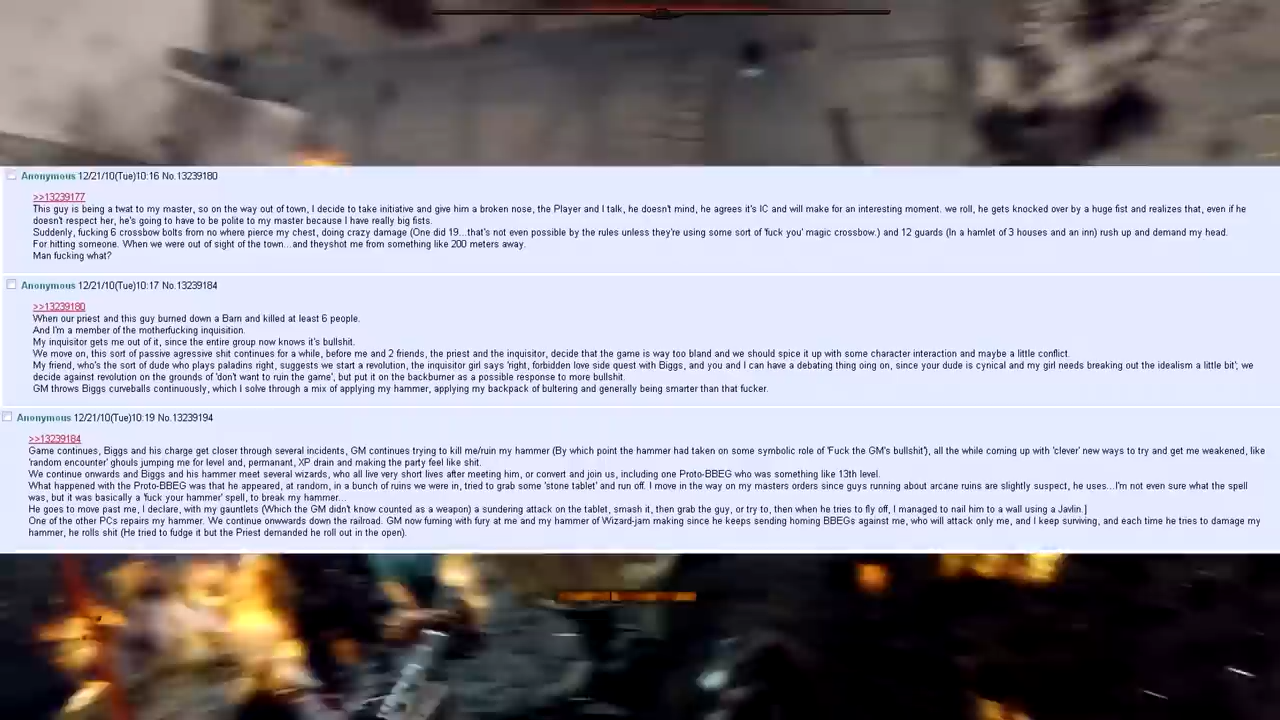 Anonymous 12/21/10(Tue)10:16 No.13239180
>>13239177
This guy is being a twat to my master, so on the way out of town, I decide to take initiative and give him a broken nose, the Player and I talk, he doesn't mind, he agrees it's IC and will make for an interesting moment. we roll, he gets knocked over by a huge fist and realizes that, even if he
doesn't respect her, he's going to have to be polite to my master because I have really big fists.
Suddenly, fucking 6 crossbow bolts from no where pierce my chest, doing crazy damage (One did 19...that's not even possible by the rules unless they're using some sort of 'fuck you' magic crossbow.) and 12 guards (In a hamlet of 3 houses and an inn) rush up and demand my head.
For hitting someone. When we were out of sight of the town...and theyshot me from something like 200 meters away.
Man fucking what?
Anonymous 12/21/10(Tue)10:17 No.13239184
>>13239180
When our priest and this guy burned down a Barn and killed at least 6 people.
And I'm a member of the motherfucking inquisition.
My inquisitor gets me out of it, since the entire group now knows it's bullshit.
We move on, this sort of passive agressive shit continues for a while, before me and 2 friends, the priest and the inquisitor, decide that the game is way too bland and we should spice it up with some character interaction and maybe a little conflict.
My friend, who's the sort of dude who plays paladins right, suggests we start a revolution, the inquisitor girl says 'right, forbidden love side quest with Biggs, and you and I can have a debating thing oing on, since your dude is cynical and my girl needs breaking out the idealism a little bit'; we
decide against revolution on the grounds of 'don't want to ruin the game', but put it on the backburner as a possible response to more bullshit.
GM throws Biggs curveballs continuously, which I solve through a mix of applying my hammer, applying my backpack of bultering and generally being smarter than that fucker.
Anonymous 12/21/10(Tue)10:19 No.13239194
>>13239184
Game continues, Biggs and his charge get closer through several incidents, GM continues trying to kill me/ruin my hammer (By which point the hammer had taken on some symbolic role of 'Fuck the GM's bullshit'), all the while coming up with 'clever' new ways to try and get me weakened, like
'random encounter' ghouls jumping me for level and, permanant, XP drain and making the party feel like shit.
We continue onwards and Biggs and his hammer meet several wizards, who all live very short lives after meeting him, or convert and join us, including one Proto-BBEG who was something like 13th level.
What happened with the Proto-BBEG was that he appeared, at random, in a bunch of ruins we were in, tried to grab some 'stone tablet' and run off. I move in the way on my masters orders since guys running about arcane ruins are slightly suspect, he uses...I'm not even sure what the spell
was, but it was basically a 'fuck your hammer' spell, to break my hammer...
He goes to move past me, I declare, with my gauntlets (Which the GM didn't know counted as a weapon) a sundering attack on the tablet, smash it, then grab the guy, or try to, then when he tries to fly off, I managed to nail him to a wall using a Javlin.]
One of the other PCs repairs my hammer. We continue onwwards down the railroad. GM now fuming with fury at me and my hammer of Wizard-jam making since he keeps sending homing BBEGs against me, who will attack only me, and I keep surviving, and each time he tries to damage my
hammer, he rolls shit (He tried to fudge it but the Priest demanded he roll out in the open).